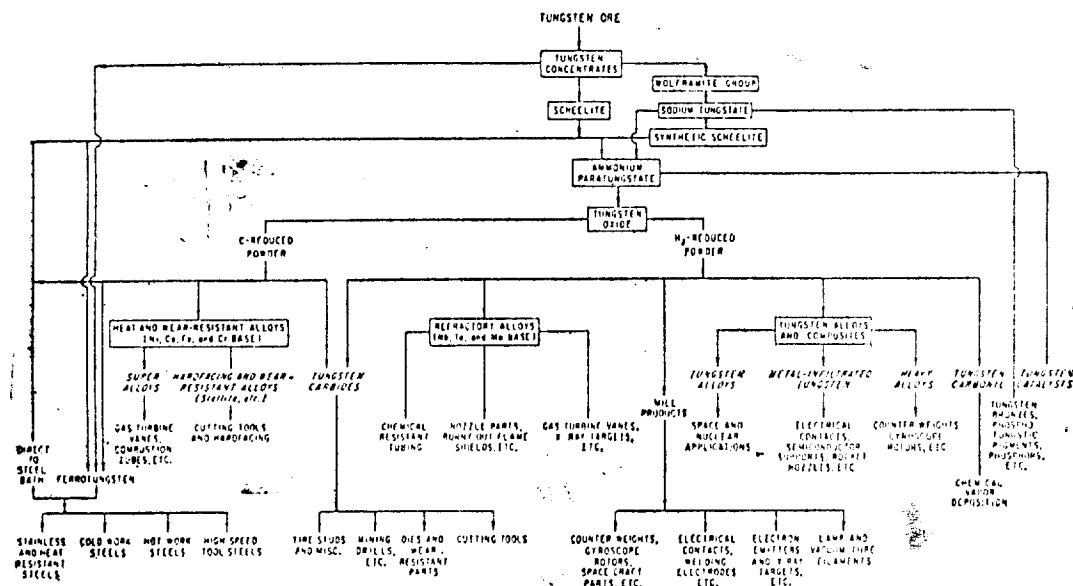 TUNGSTEN ORE
TUNGSTEN
CONCENTRATES
WOLFRAMITE GROUP
SCHEELITE
SODIUM TUNGSTATE
SYNTHETIC SCHEELITE
AMMONIUM
PARATUNGSTATE
TUNGSTEN
OXIDE
C-REDUCED
POWDER
H2-REDUCED
POWDER
HEAT AND WEAR-RESISTANT ALLOYS
(Ni, Co, Fe, and Cr BASE)
REFRACTORY ALLOYS
(Nb, Ta, and Mo BASE)
TUNGSTEN ALLOYS
AND COMPOSITES
SUPER
ALLOYS
HARDFACING AND WEAR-
RESISTANT ALLOYS
(Stellite, etc.)
TUNGSTEN
CARBIDES
MILL
PRODUCTS
TUNGSTEN
ALLOYS
METAL-INFILTRATED
TUNGSTEN
HEAVY
ALLOYS
TUNGSTEN
CARBONIL
TUNGSTEN
CATALYSTS
GAS TURBINE
VANES,
COMBUSTION
TUBES, ETC.
CUTTING TOOLS
AND HARDFACING
CHEMICAL
RESISTANT
TUBING
NOZZLE PARTS,
BURNT OUT FLAME
SHIELDS, ETC.
GAS TURBINE VANES,
X RAY TARGETS,
ETC.
SPACE AND
NUCLEAR
APPLICATIONS
ELECTRICAL
CONTACTS,
SEMICONDUCTOR
SUPPORTS, ROCKET
NOZZLES, ETC
COUNTER WEIGHTS
GYROSCOPE
ROTORS, ETC
TUNGSTEN
BRONZES,
PHOSPHO
TUNGSTIC
PIGMENTS,
PHOSPHORS,
ETC.
DIRECT
TO
STEEL
BATH
FERROTUNGSTEN
CHEMICAL
VAPOR
DEPOSITION
STAINLESS
AND HEAT
RESISTANT
STEELS
COLD WORK
STEELS
HOT WORK
STEELS
HIGH SPEED
TOOL STEELS
TIRE STUDS
AND MISC.
MINING
DRILLS,
ETC
DIES AND
WEAR-
RESISTANT
PARTS
CUTTING TOOLS
COUNTER WEIGHTS,
GYROSCOPE
ROTORS,
SPACE CRAFT
PARTS, ETC.
ELECTRICAL
CONTACTS,
WELDING
ELECTRODES
ETC.
ELECTRON
EMITTERS
AND X-RAY
TARGETS,
ETC.
LAMP AND
VACUUM TUBE
FILAMENTS